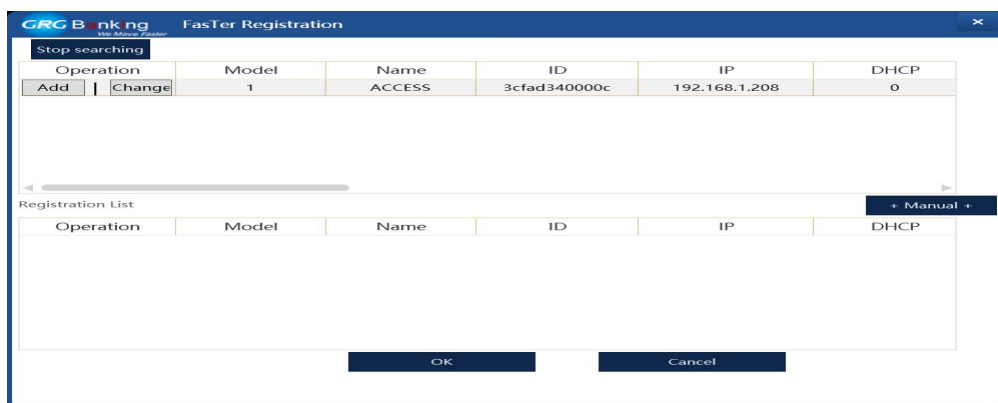 GRG Banking FasTer Registration ×
We Move Faster
Stop searching
Operation Model Name ID IP DHCP
Add | Change 1 ACCESS 3cfad340000c 192.168.1.208 0
Registration List + Manual +
Operation Model Name ID IP DHCP
OK Cancel